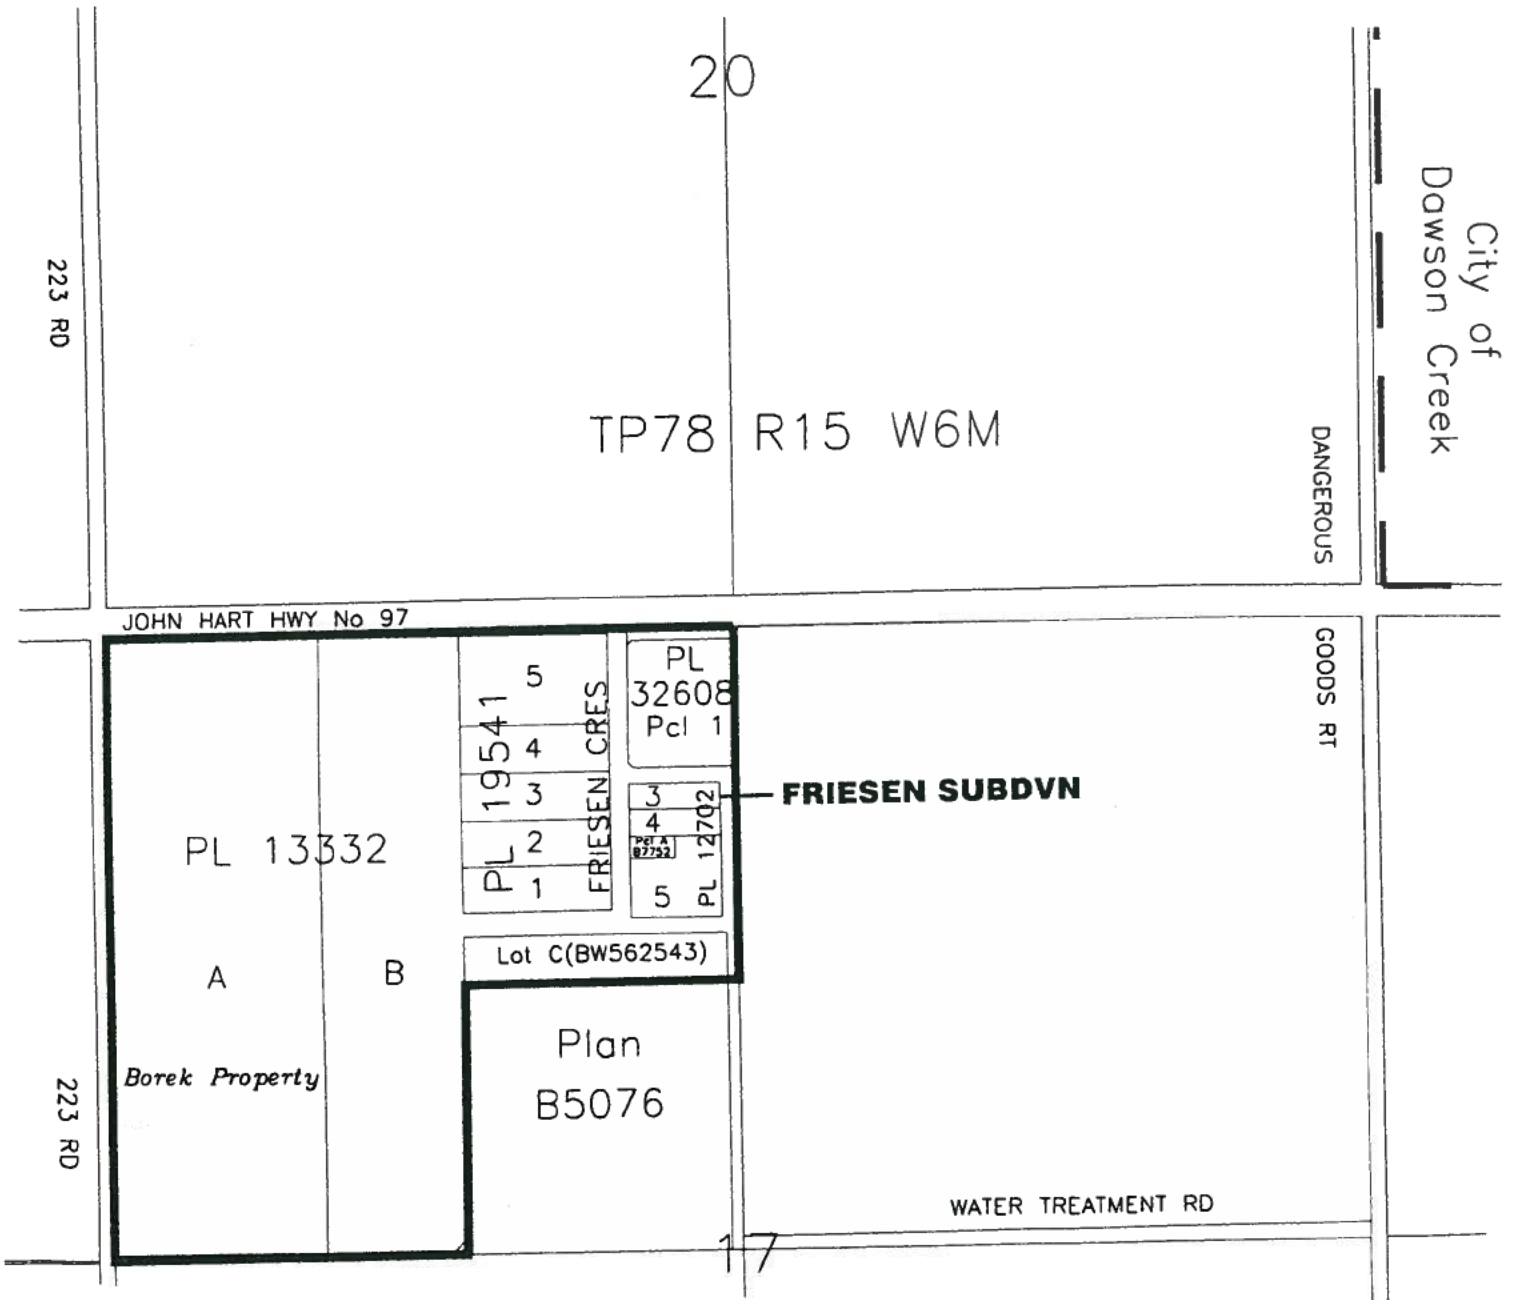 20
City of
Dawson Creek
223 RD
TP78 R15 W6M
DANGEROUS
JOHN HART HWY No 97
GOODS RT
PL
32608
Pcl 1
5
4
3
2
1
PL 19541
FRIESEN CRES
3
4
Pcl A
B7752
5
PL 12702
FRIESEN SUBDVN
PL 13332
Lot C(BW562543)
A
B
Plan
B5076
Borek Property
223 RD
WATER TREATMENT RD
17